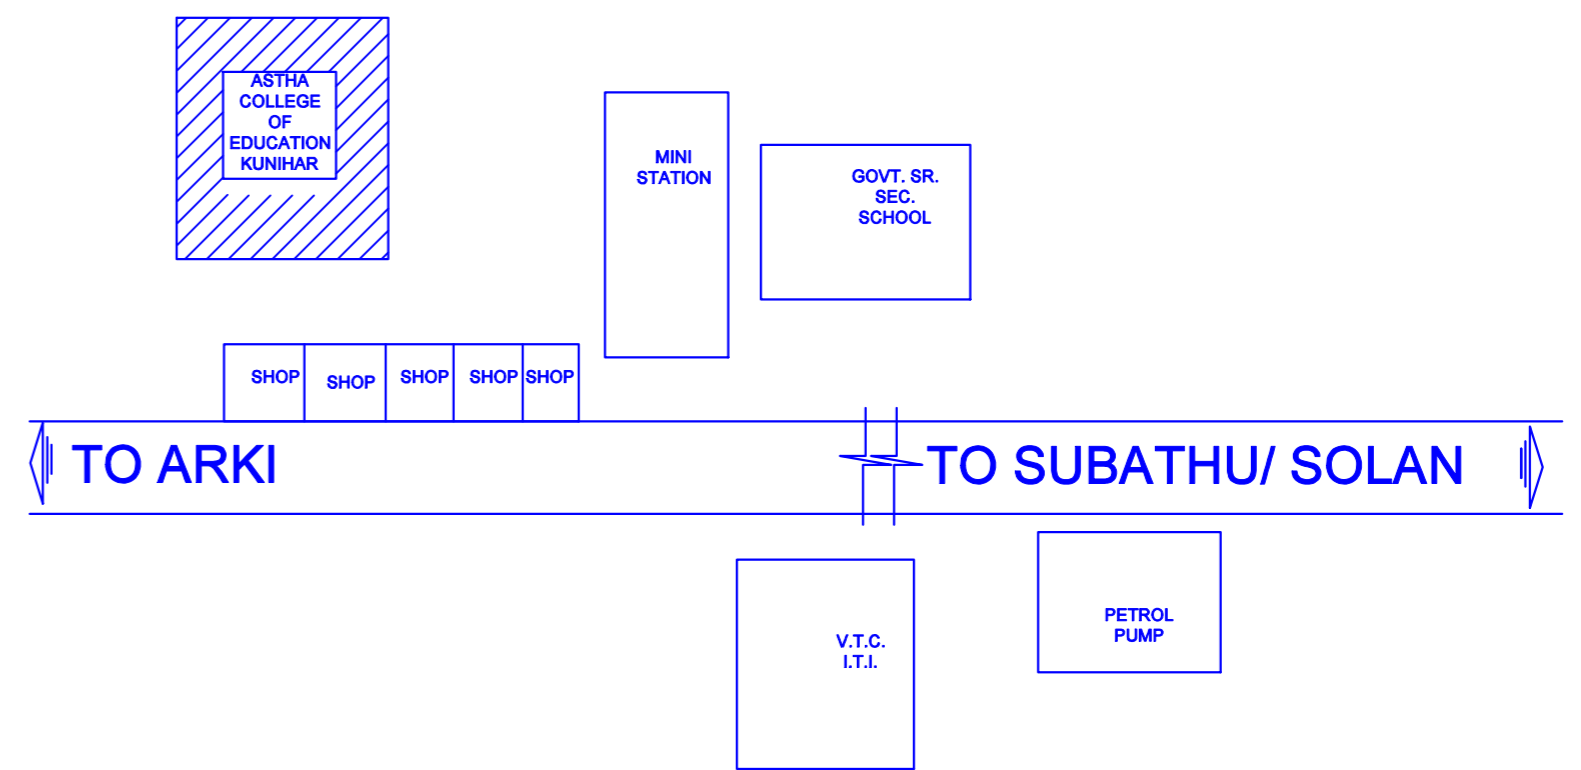 ASTHA
COLLEGE
OF
EDUCATION
KUNIHAR
MINI
STATION
GOVT. SR.
SEC.
SCHOOL
SHOP
SHOP
SHOP
SHOP
SHOP
TO ARKI
TO SUBATHU/ SOLAN
V.T.C.
I.T.I.
PETROL
PUMP